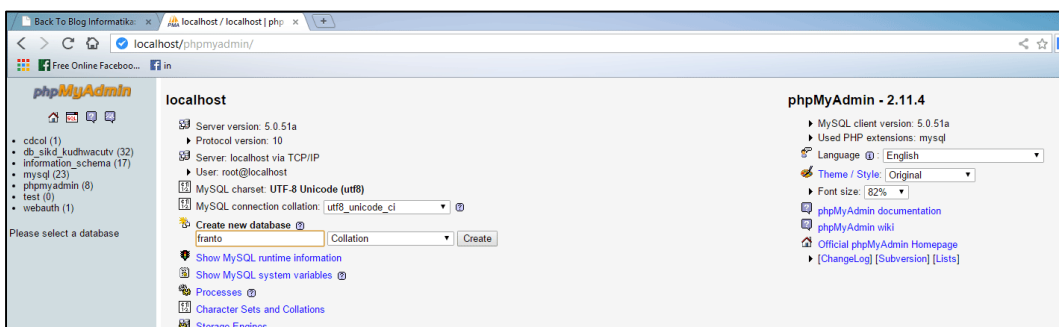 Back To Blog Informatika:
localhost / localhost | php
localhost/phpmyadmin/
Free Online Faceboo...
in
phpMyAdmin
cdcol (1)
db_sikd_kudhwacutv (32)
information_schema (17)
mysql (23)
phpmyadmin (8)
test (0)
webauth (1)
Please select a database
localhost
Server version: 5.0.51a
Protocol version: 10
Server: localhost via TCP/IP
User: root@localhost
MySQL charset: UTF-8 Unicode (utf8)
MySQL connection collation: utf8_unicode_ci
Create new database
franto Collation Create
Show MySQL runtime information
Show MySQL system variables
Processes
Character Sets and Collations
Storage Engines
phpMyAdmin - 2.11.4
MySQL client version: 5.0.51a
Used PHP extensions: mysql
Language : English
Theme / Style: Original
Font size: 82%
phpMyAdmin documentation
phpMyAdmin wiki
Official phpMyAdmin Homepage
[ChangeLog] [Subversion] [Lists]